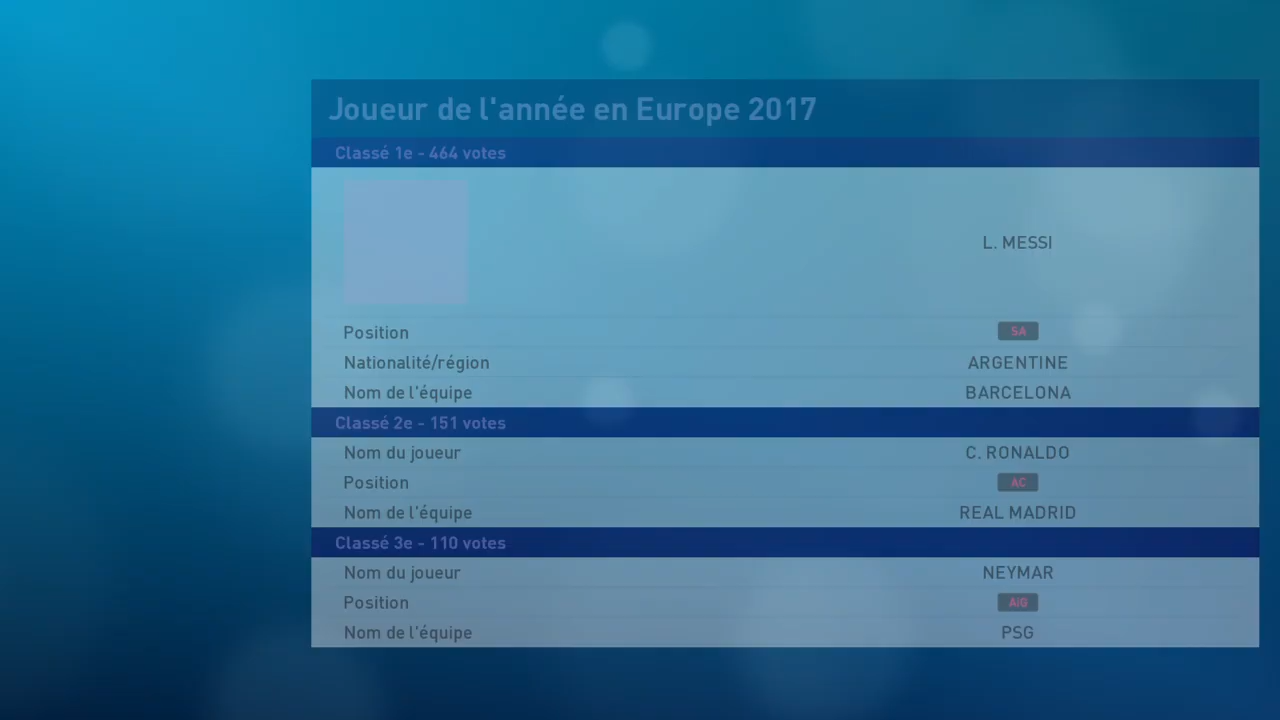 Joueur de l'année en Europe 2017
Classé 1e - 464 votes
L. MESSI
Position SA
Nationalité/région ARGENTINE
Nom de l'équipe BARCELONA
Classé 2e - 151 votes
Nom du joueur C. RONALDO
Position AC
Nom de l'équipe REAL MADRID
Classé 3e - 110 votes
Nom du joueur NEYMAR
Position AiG
Nom de l'équipe PSG